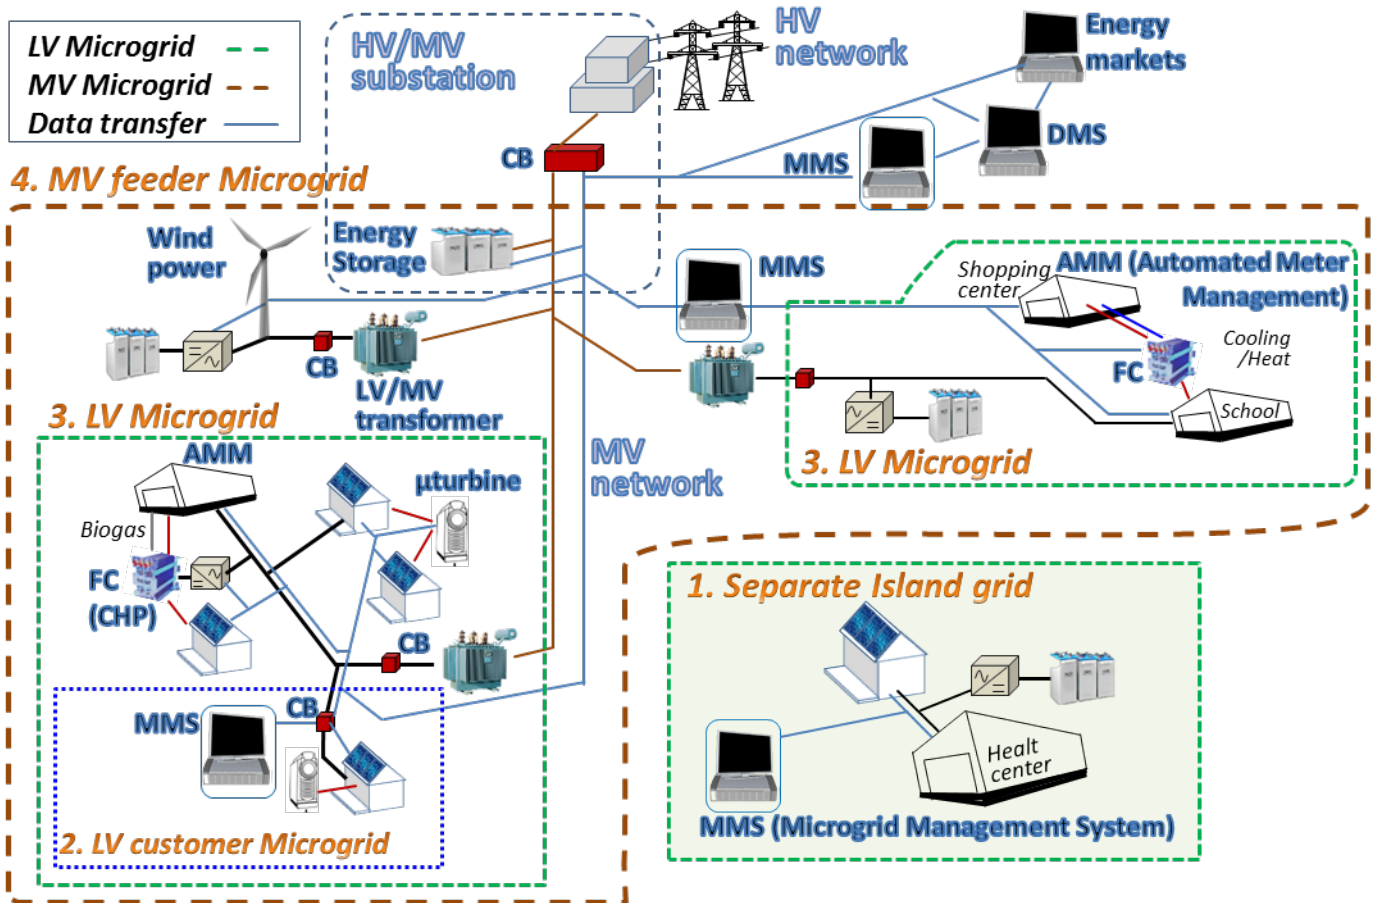 LV Microgrid
MV Microgrid
Data transfer
HV/MV
substation
HV
network
Energy
markets
CB
MMS
DMS
4. MV feeder Microgrid
Wind
power
Energy
Storage
MMS
Shopping
center
AMM (Automated Meter
Management)
CB
LV/MV
transformer
FC
Cooling
/Heat
School
3. LV Microgrid
3. LV Microgrid
AMM
µturbine
MV
network
Biogas
FC
(CHP)
CB
1. Separate Island grid
MMS
CB
Healt
center
2. LV customer Microgrid
MMS (Microgrid Management System)